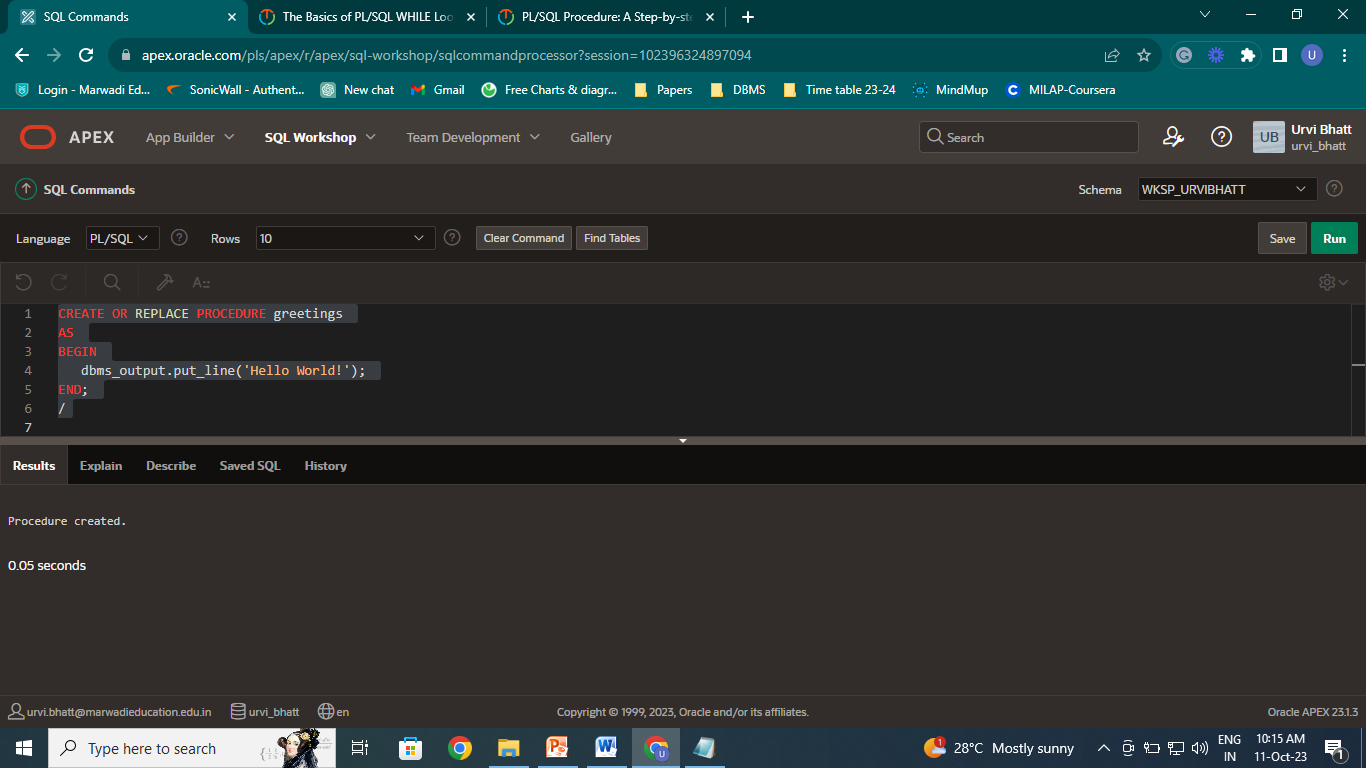 SQL Commands
The Basics of PL/SQL WHILE Loo
PL/SQL Procedure: A Step-by-ste
apex.oracle.com/pls/apex/r/apex/sql-workshop/sqlcommandprocessor?session=102396324897094
U
Login - Marwadi Ed...
SonicWall - Authent...
New chat
Gmail
Free Charts & diagr...
Papers
DBMS
Time table 23-24
MindMup
C MILAP-Coursera
APEX
App Builder
SQL Workshop
Team Development
Gallery
Search
UB
Urvi Bhatt
urvi_bhatt
SQL Commands
Schema
WKSP_URVIBHATT
Language
PL/SQL
Rows
10
Clear Command
Find Tables
Save
Run
A::
1 CREATE OR REPLACE PROCEDURE greetings
2 AS
3 BEGIN
4 dbms_output.put_line('Hello World!');
5 END;
6 /
7
Results
Explain
Describe
Saved SQL
History
Procedure created.
0.05 seconds
urvi.bhatt@marwadieducation.edu.in
urvi_bhatt
en
Copyright © 1999, 2023, Oracle and/or its affiliates.
Oracle APEX 23.1.3
Type here to search
28°C Mostly sunny
ENG
IN
10:15 AM
11-Oct-23
1